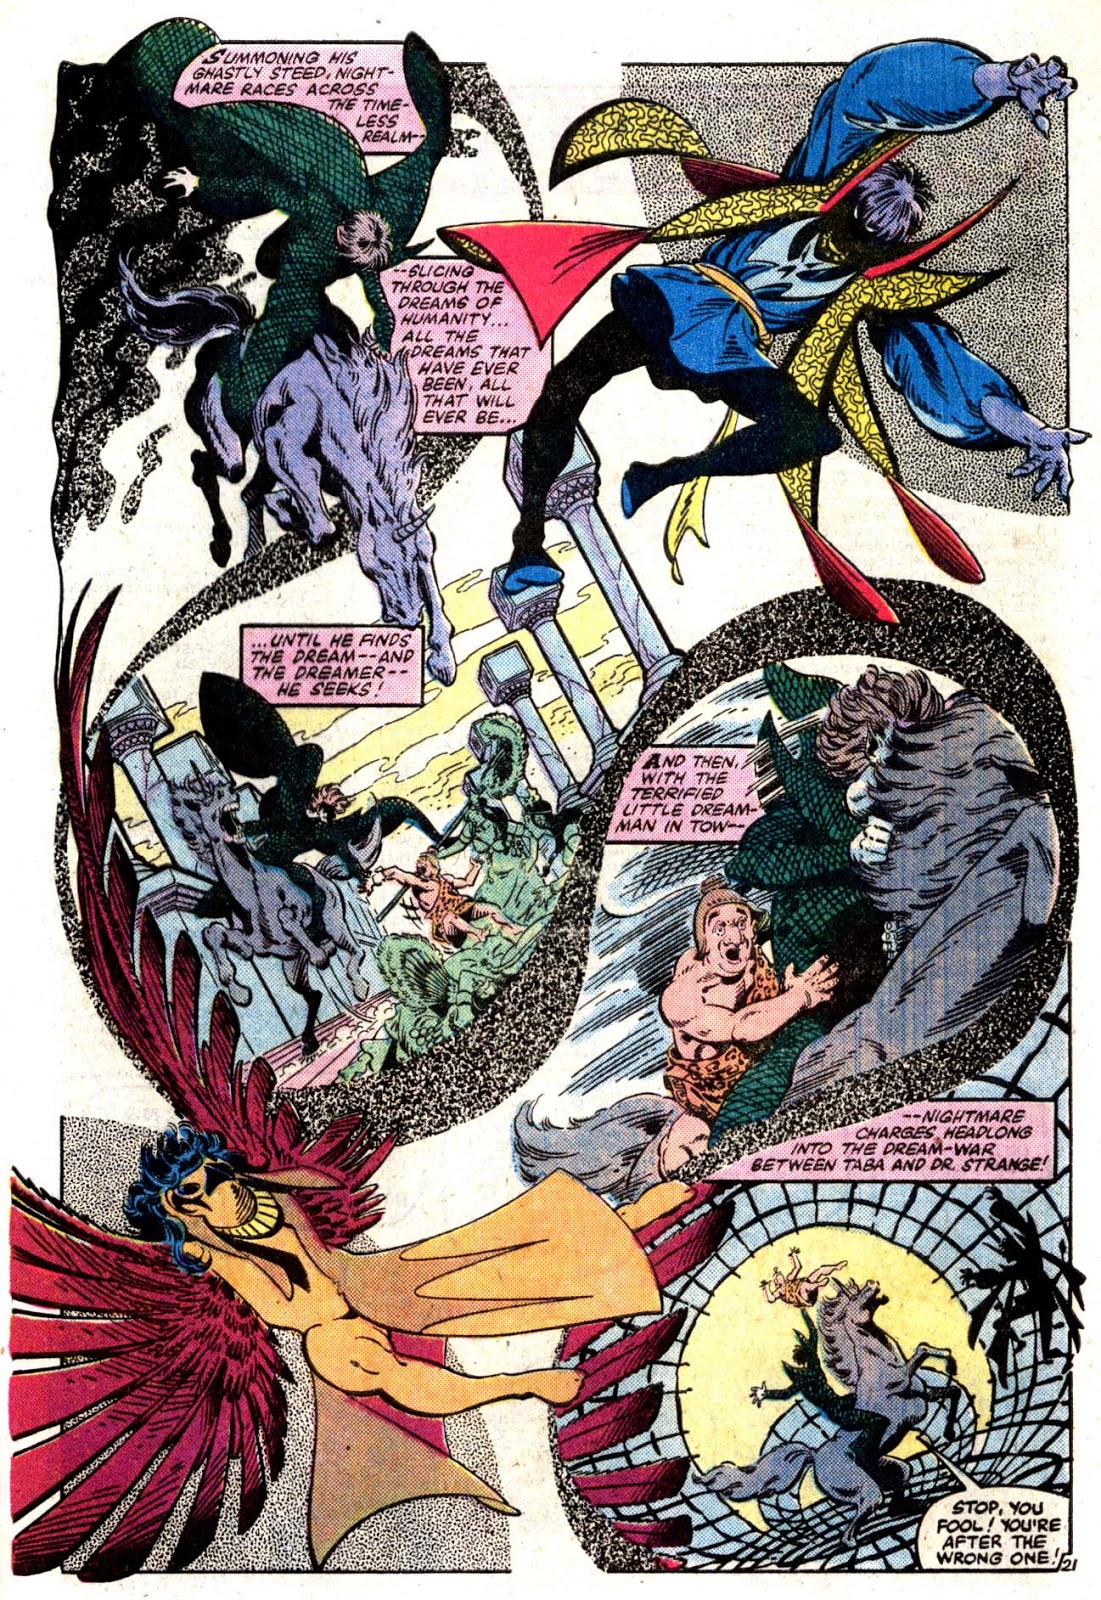 SUMMONING HIS
GHASTLY STEED, NIGHT-
MARE RACES ACROSS
THE TIME-
LESS
REALM--
--SLICING
THROUGH THE
DREAMS OF
HUMANITY...
ALL THE
DREAMS THAT
HAVE EVER
BEEN, ALL
THAT WILL
EVER BE...
...UNTIL HE FINDS
THE DREAM--AND
THE DREAMER--
HE SEEKS!
AND THEN,
WITH THE
TERRIFIED
LITTLE DREAM-
MAN IN TOW--
--NIGHTMARE
CHARGES HEADLONG
INTO THE DREAM-WAR
BETWEEN TABA AND DR. STRANGE!
STOP, YOU
FOOL! YOU'RE
AFTER THE
WRONG ONE!
21